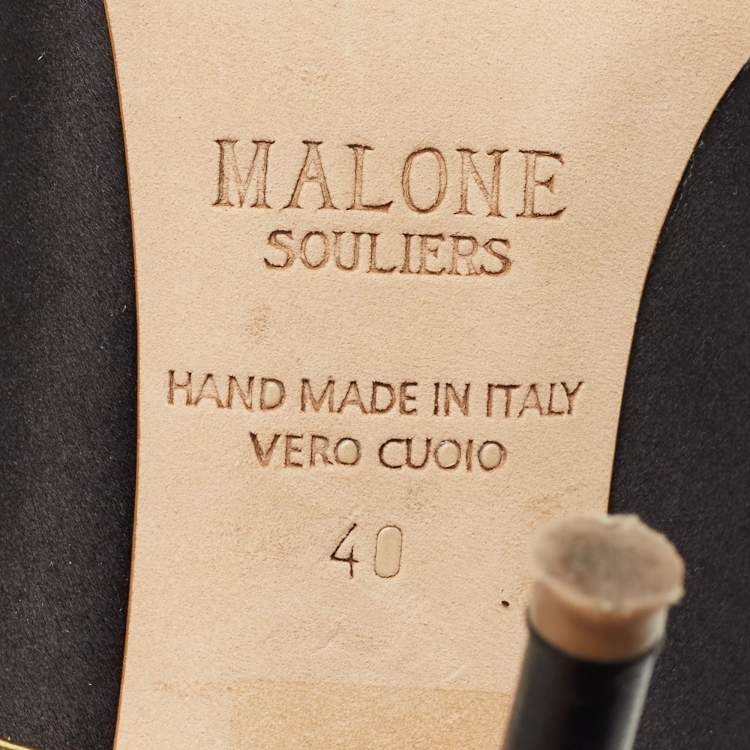 MALONE
SOULIERS
HAND MADE IN ITALY
VERO CUOIO
40